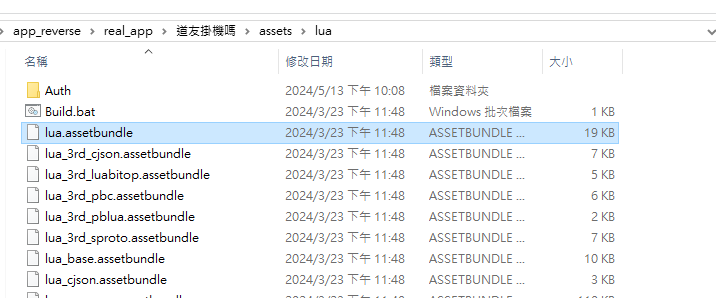 app_reverse > real_app > 道友掛機嗎 > assets > lua
名稱 修改日期 類型 大小
Auth 2024/5/13 下午 10:08 檔案資料夾
Build.bat 2024/3/23 下午 11:48 Windows 批次檔案 1 KB
lua.assetbundle 2024/3/23 下午 11:48 ASSETBUNDLE ... 19 KB
lua_3rd_cjson.assetbundle 2024/3/23 下午 11:48 ASSETBUNDLE ... 7 KB
lua_3rd_luabitop.assetbundle 2024/3/23 下午 11:48 ASSETBUNDLE ... 5 KB
lua_3rd_pbc.assetbundle 2024/3/23 下午 11:48 ASSETBUNDLE ... 6 KB
lua_3rd_pblua.assetbundle 2024/3/23 下午 11:48 ASSETBUNDLE ... 2 KB
lua_3rd_sproto.assetbundle 2024/3/23 下午 11:48 ASSETBUNDLE ... 7 KB
lua_base.assetbundle 2024/3/23 下午 11:48 ASSETBUNDLE ... 10 KB
lua_cjson.assetbundle 2024/3/23 下午 11:48 ASSETBUNDLE ... 3 KB